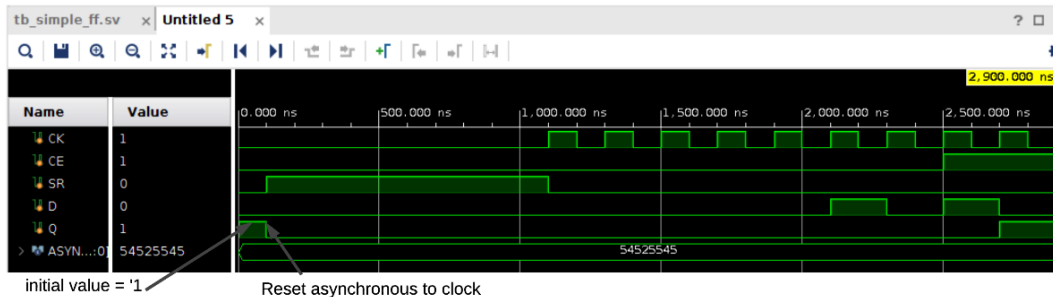 tb_simple_ff.sv × Untitled 5 × ?
2,900.000 ns
Name Value
0.000 ns 500.000 ns 1,000.000 ns 1,500.000 ns 2,000.000 ns 2,500.000 ns
CK 1
CE 1
SR 0
D 0
Q 1
> ASYN...:0] 54525545 54525545
initial value = '1
Reset asynchronous to clock